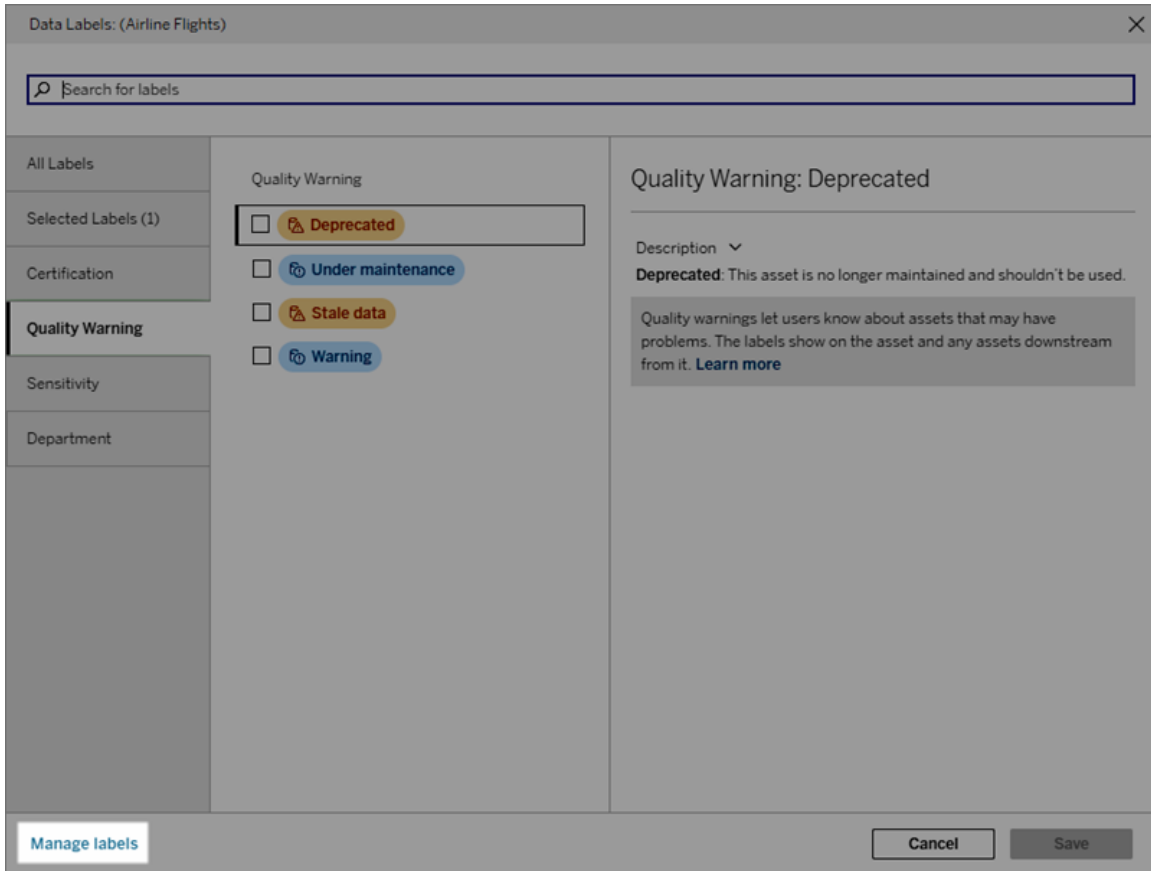 Data Labels: (Airline Flights)
Search for labels
All Labels
Selected Labels (1)
Certification
Quality Warning
Sensitivity
Department
Quality Warning
Deprecated
Under maintenance
Stale data
Warning
Quality Warning: Deprecated
Description
Deprecated: This asset is no longer maintained and shouldn't be used.
Quality warnings let users know about assets that may have
problems. The labels show on the asset and any assets downstream
from it. Learn more
Manage labels
Cancel
Save